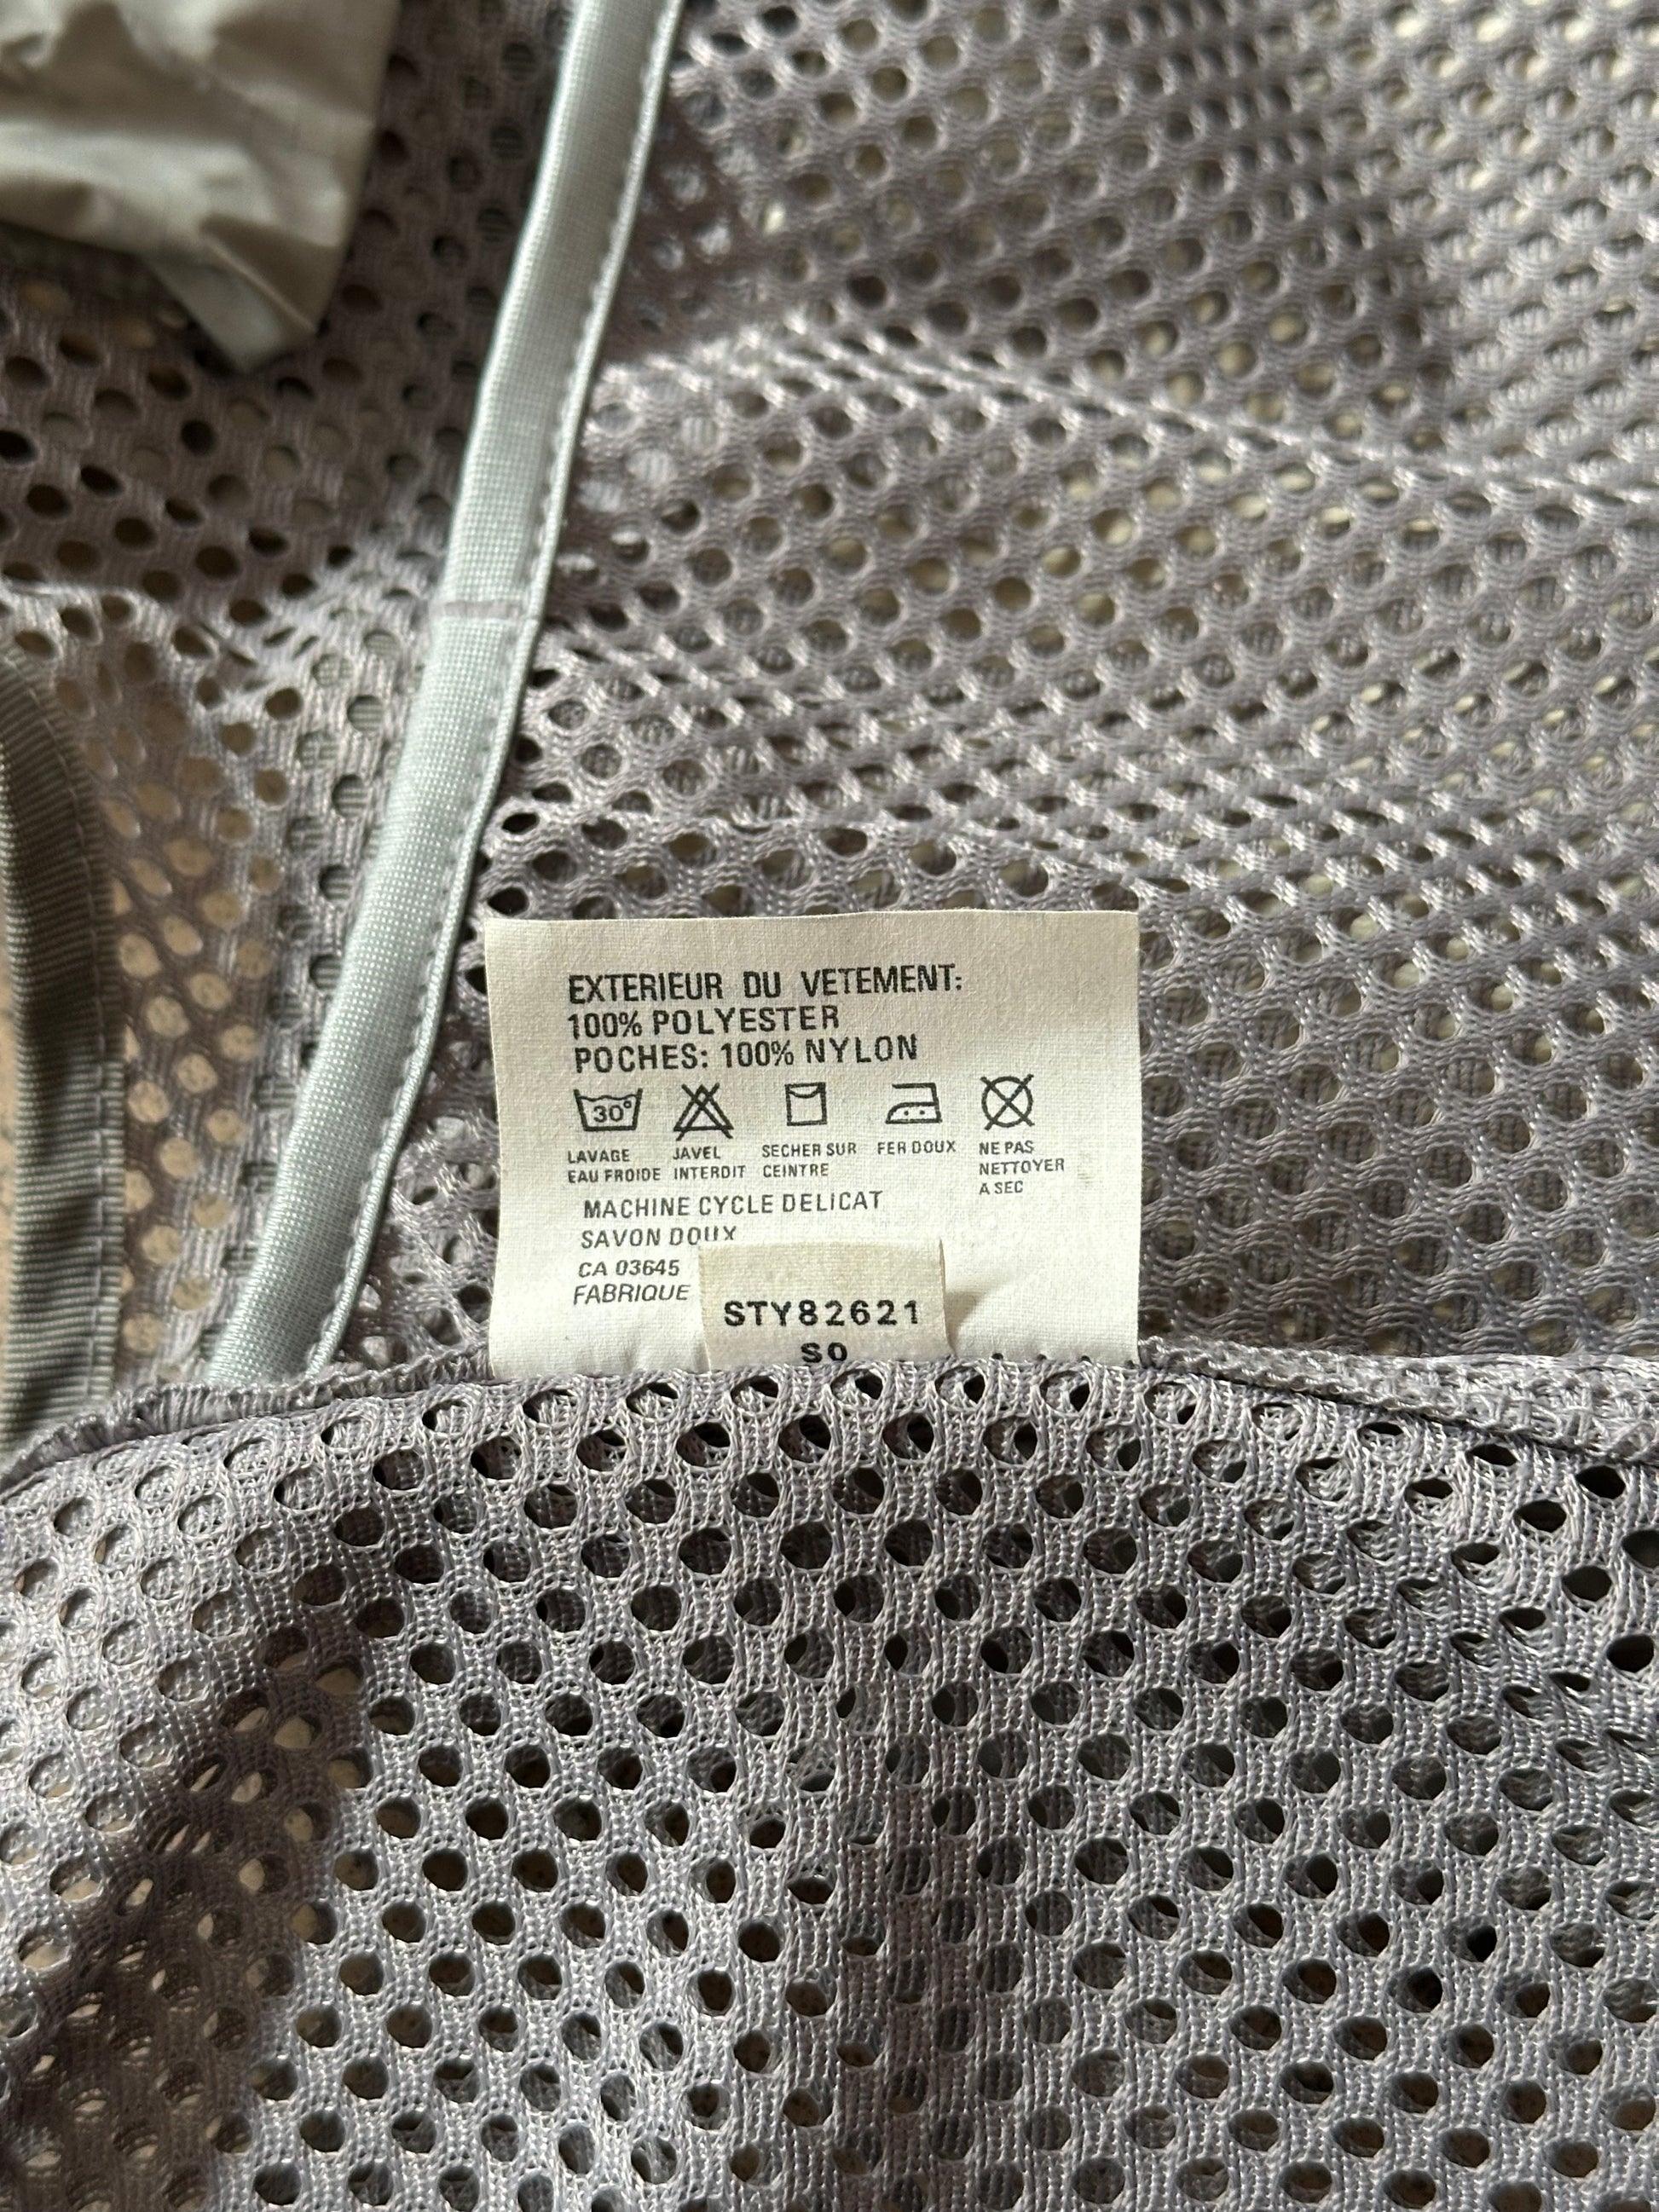 EXTERIEUR DU VETEMENT:
100% POLYESTER
POCHES: 100% NYLON
30°
LAVAGE EAU FROIDE
JAVEL INTERDIT
SECHER SUR CEINTRE
FER DOUX
NE PAS NETTOYER A SEC
MACHINE CYCLE DELICAT
SAVON DOUX
CA 03645
FABRIQUE
STY82621
SO